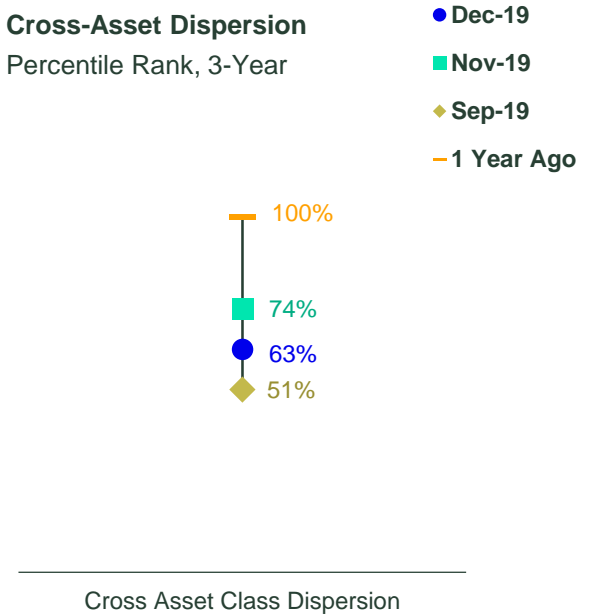 Cross-Asset Dispersion
Percentile Rank, 3-Year
Dec-19
Nov-19
Sep-19
1 Year Ago
100%
74%
63%
51%
Cross Asset Class Dispersion